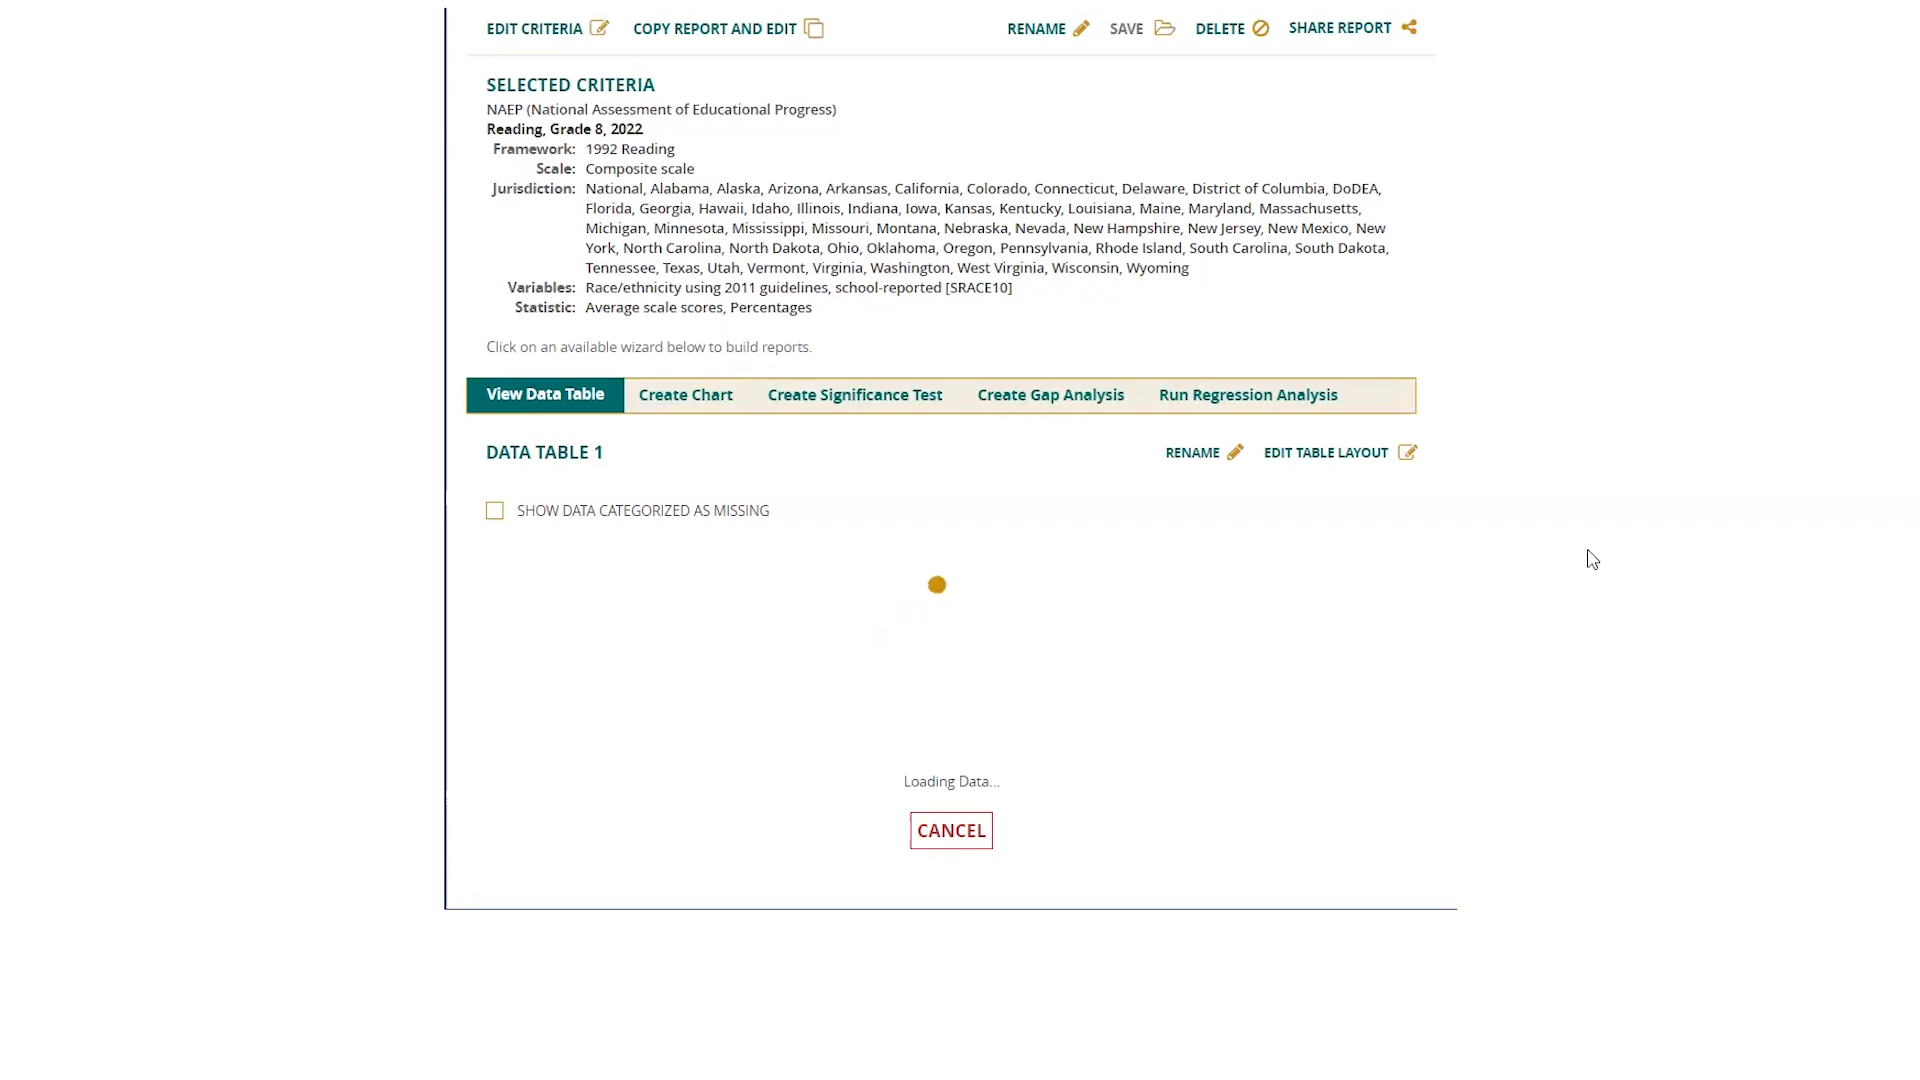 EDIT CRITERIA COPY REPORT AND EDIT RENAME SAVE DELETE SHARE REPORT
SELECTED CRITERIA
NAEP (National Assessment of Educational Progress)
Reading, Grade 8, 2022
Framework: 1992 Reading
Scale: Composite scale
Jurisdiction: National, Alabama, Alaska, Arizona, Arkansas, California, Colorado, Connecticut, Delaware, District of Columbia, DoDEA,
Florida, Georgia, Hawaii, Idaho, Illinois, Indiana, Iowa, Kansas, Kentucky, Louisiana, Maine, Maryland, Massachusetts,
Michigan, Minnesota, Mississippi, Missouri, Montana, Nebraska, Nevada, New Hampshire, New Jersey, New Mexico, New
York, North Carolina, North Dakota, Ohio, Oklahoma, Oregon, Pennsylvania, Rhode Island, South Carolina, South Dakota,
Tennessee, Texas, Utah, Vermont, Virginia, Washington, West Virginia, Wisconsin, Wyoming
Variables: Race/ethnicity using 2011 guidelines, school-reported [SRACE10]
Statistic: Average scale scores, Percentages
Click on an available wizard below to build reports.
View Data Table Create Chart Create Significance Test Create Gap Analysis Run Regression Analysis
DATA TABLE 1 RENAME EDIT TABLE LAYOUT
SHOW DATA CATEGORIZED AS MISSING
Loading Data...
CANCEL